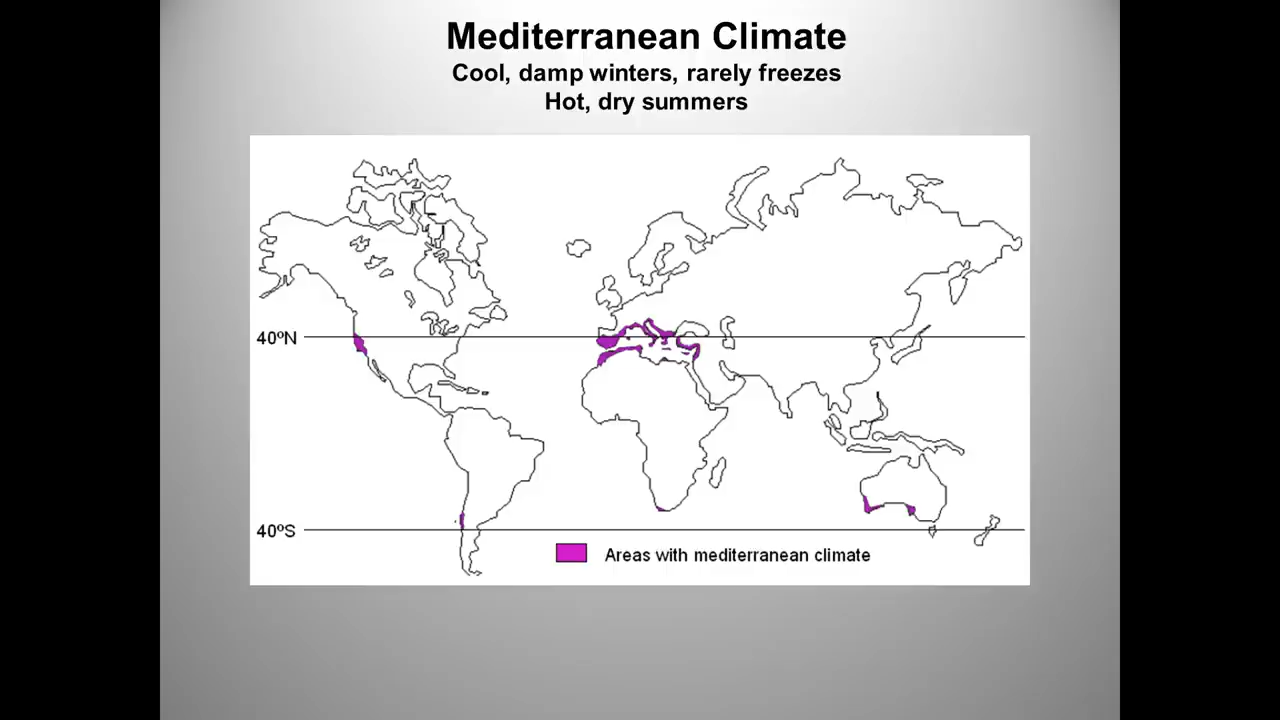 Mediterranean Climate
Cool, damp winters, rarely freezes
Hot, dry summers
40ºN
40ºS
Areas with mediterranean climate